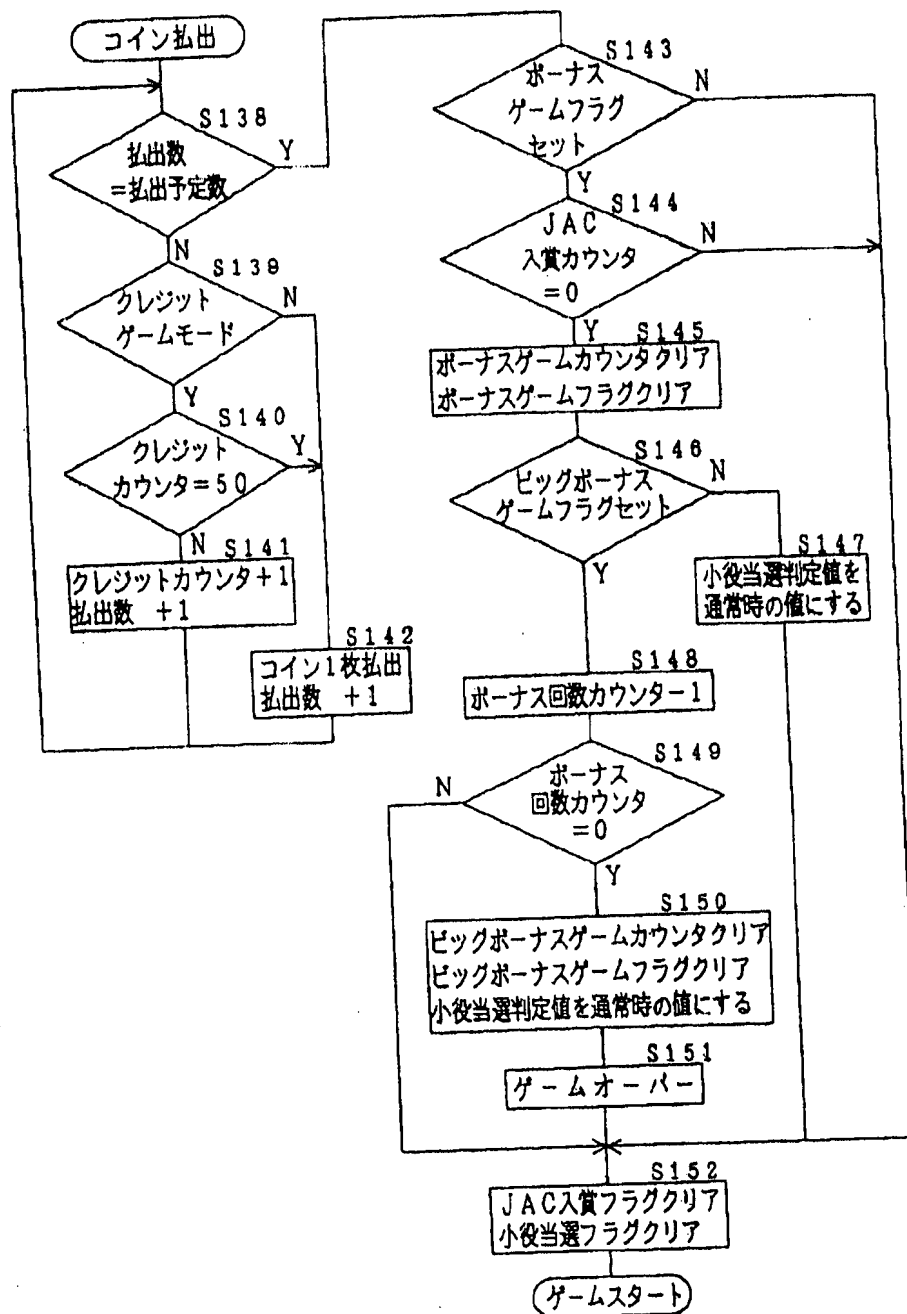 コイン払出
S138
払出数
=払出予定数
Y
N
S139
クレジット
ゲームモード
N
Y
S140
クレジット
カウンタ=50
Y
N
S141
クレジットカウンタ+1
払出数 +1
S142
コイン1枚払出
払出数 +1
S143
ボーナス
ゲームフラグ
セット
N
Y
S144
JAC
入賞カウンタ
=0
N
Y
S145
ボーナスゲームカウンタクリア
ボーナスゲームフラグクリア
S146
ビッグボーナス
ゲームフラグセット
N
Y
S147
小役当選判定値を
通常時の値にする
S148
ボーナス回数カウンタ-1
S149
ボーナス
回数カウンタ
=0
N
Y
S150
ビッグボーナスゲームカウンタクリア
ビッグボーナスゲームフラグクリア
小役当選判定値を通常時の値にする
S151
ゲームオーバー
S152
JAC入賞フラグクリア
小役当選フラグクリア
ゲームスタート